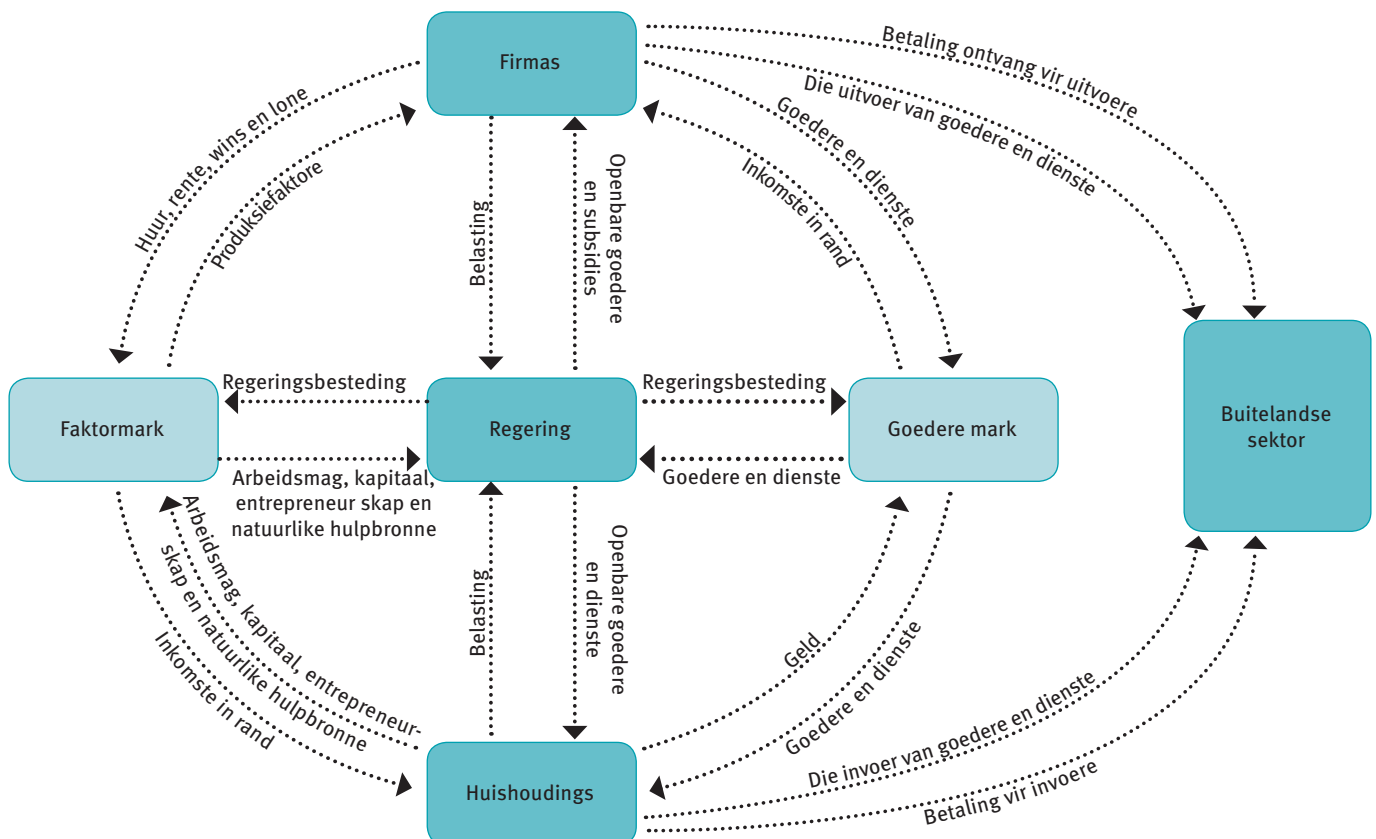 Firmas
Betaling ontvang vir uitvoere
Die uitvoer van goedere en dienste
Goedere en dienste
Inkomste in rand
Huur, rente, wins en lone
Produksiefaktore
Belasting
Openbare goedere
en subsidies
Faktormark
Regeringsbesteding
Arbeidsmag, kapitaal,
entrepreneur skap en
natuurlike hulpbronne
Regering
Regeringsbesteding
Goedere en dienste
Goedere mark
Buitelandse
sektor
Arbeidsmag, kapitaal, entrepreneur-
skap en natuurlike hulpbronne
Inkomste in rand
Belasting
Openbare goedere
en dienste
Geld
Goedere en dienste
Die invoer van goedere en dienste
Betaling vir invoere
Huishoudings